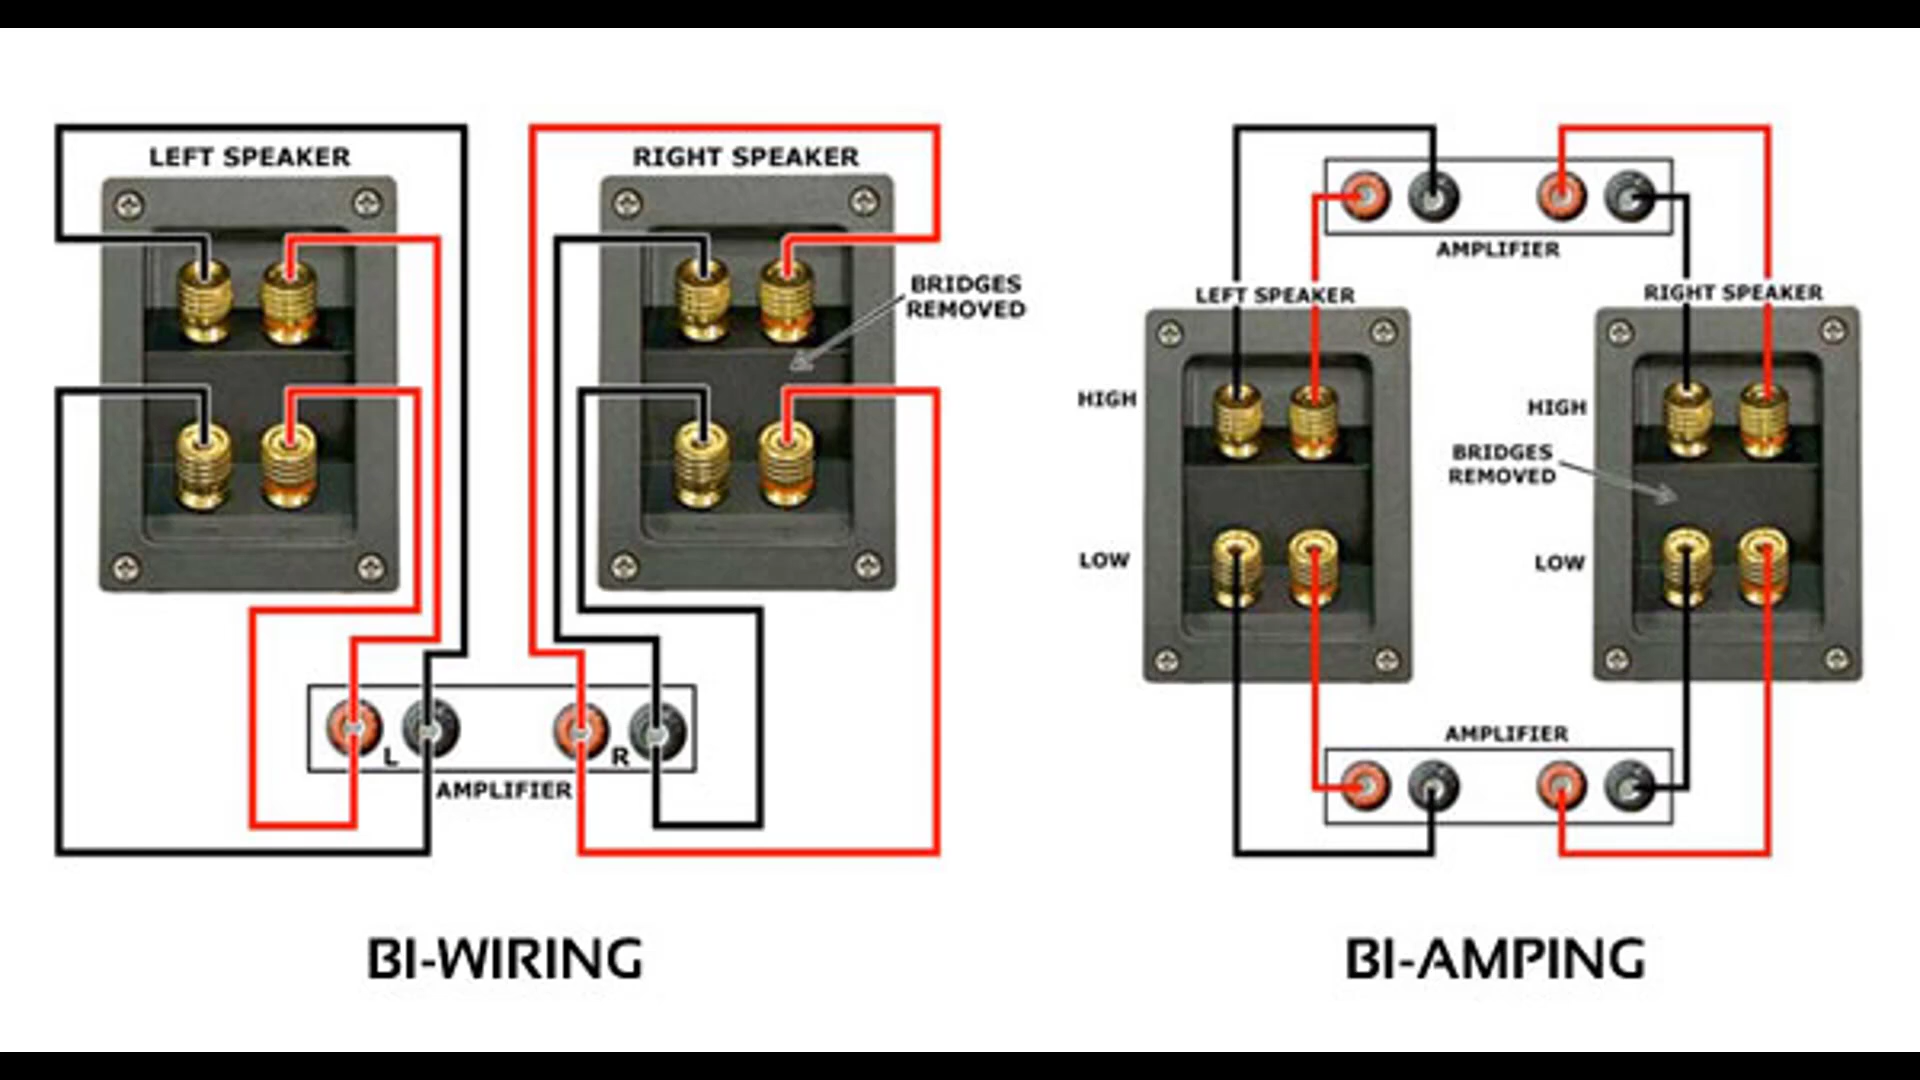 LEFT SPEAKER
RIGHT SPEAKER
BRIDGES
REMOVED
L
R
AMPLIFIER
BI-WIRING
AMPLIFIER
LEFT SPEAKER
RIGHT SPEAKER
HIGH
HIGH
BRIDGES
REMOVED
LOW
LOW
AMPLIFIER
BI-AMPING